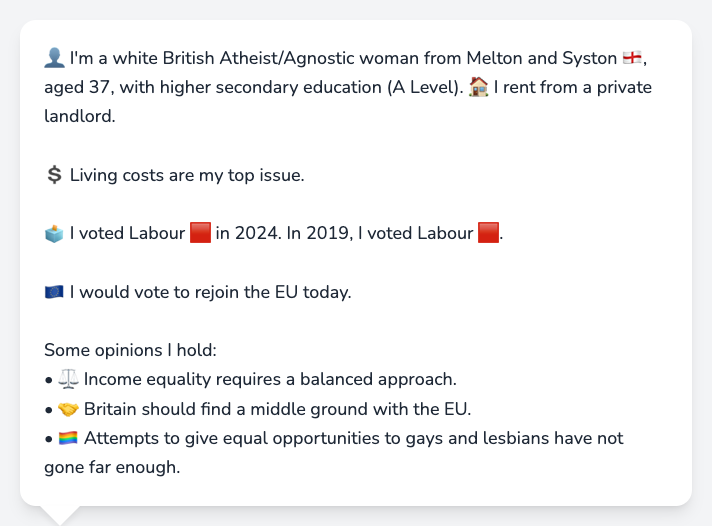 👤 I'm a white British Atheist/Agnostic woman from Melton and Syston 🏴󠁧󠁢󠁥󠁮󠁧󠁿,
aged 37, with higher secondary education (A Level). 🏠 I rent from a private
landlord.
💲 Living costs are my top issue.
🗳️ I voted Labour 🟥 in 2024. In 2019, I voted Labour 🟥.
🇪🇺 I would vote to rejoin the EU today.
Some opinions I hold:
• ⚖️ Income equality requires a balanced approach.
• 🤝 Britain should find a middle ground with the EU.
• 🏳️‍🌈 Attempts to give equal opportunities to gays and lesbians have not
gone far enough.